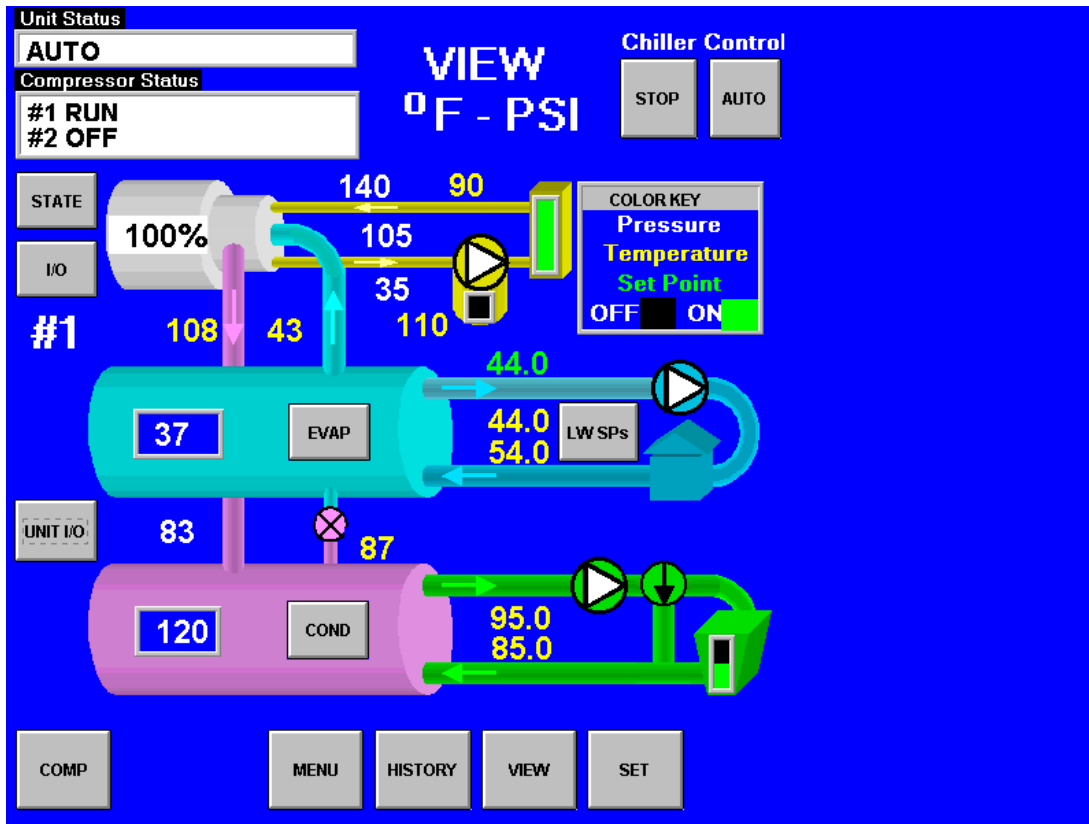 Unit Status
AUTO
Compressor Status
#1 RUN
#2 OFF
VIEW
ºF - PSI
Chiller Control
STOP
AUTO
STATE
I/O
#1
100%
140
90
105
35
110
COLOR KEY
Pressure
Temperature
Set Point
OFF
ON
108
43
44.0
37
EVAP
44.0
54.0
LW SPs
UNIT I/O
83
87
120
COND
95.0
85.0
COMP
MENU
HISTORY
VIEW
SET